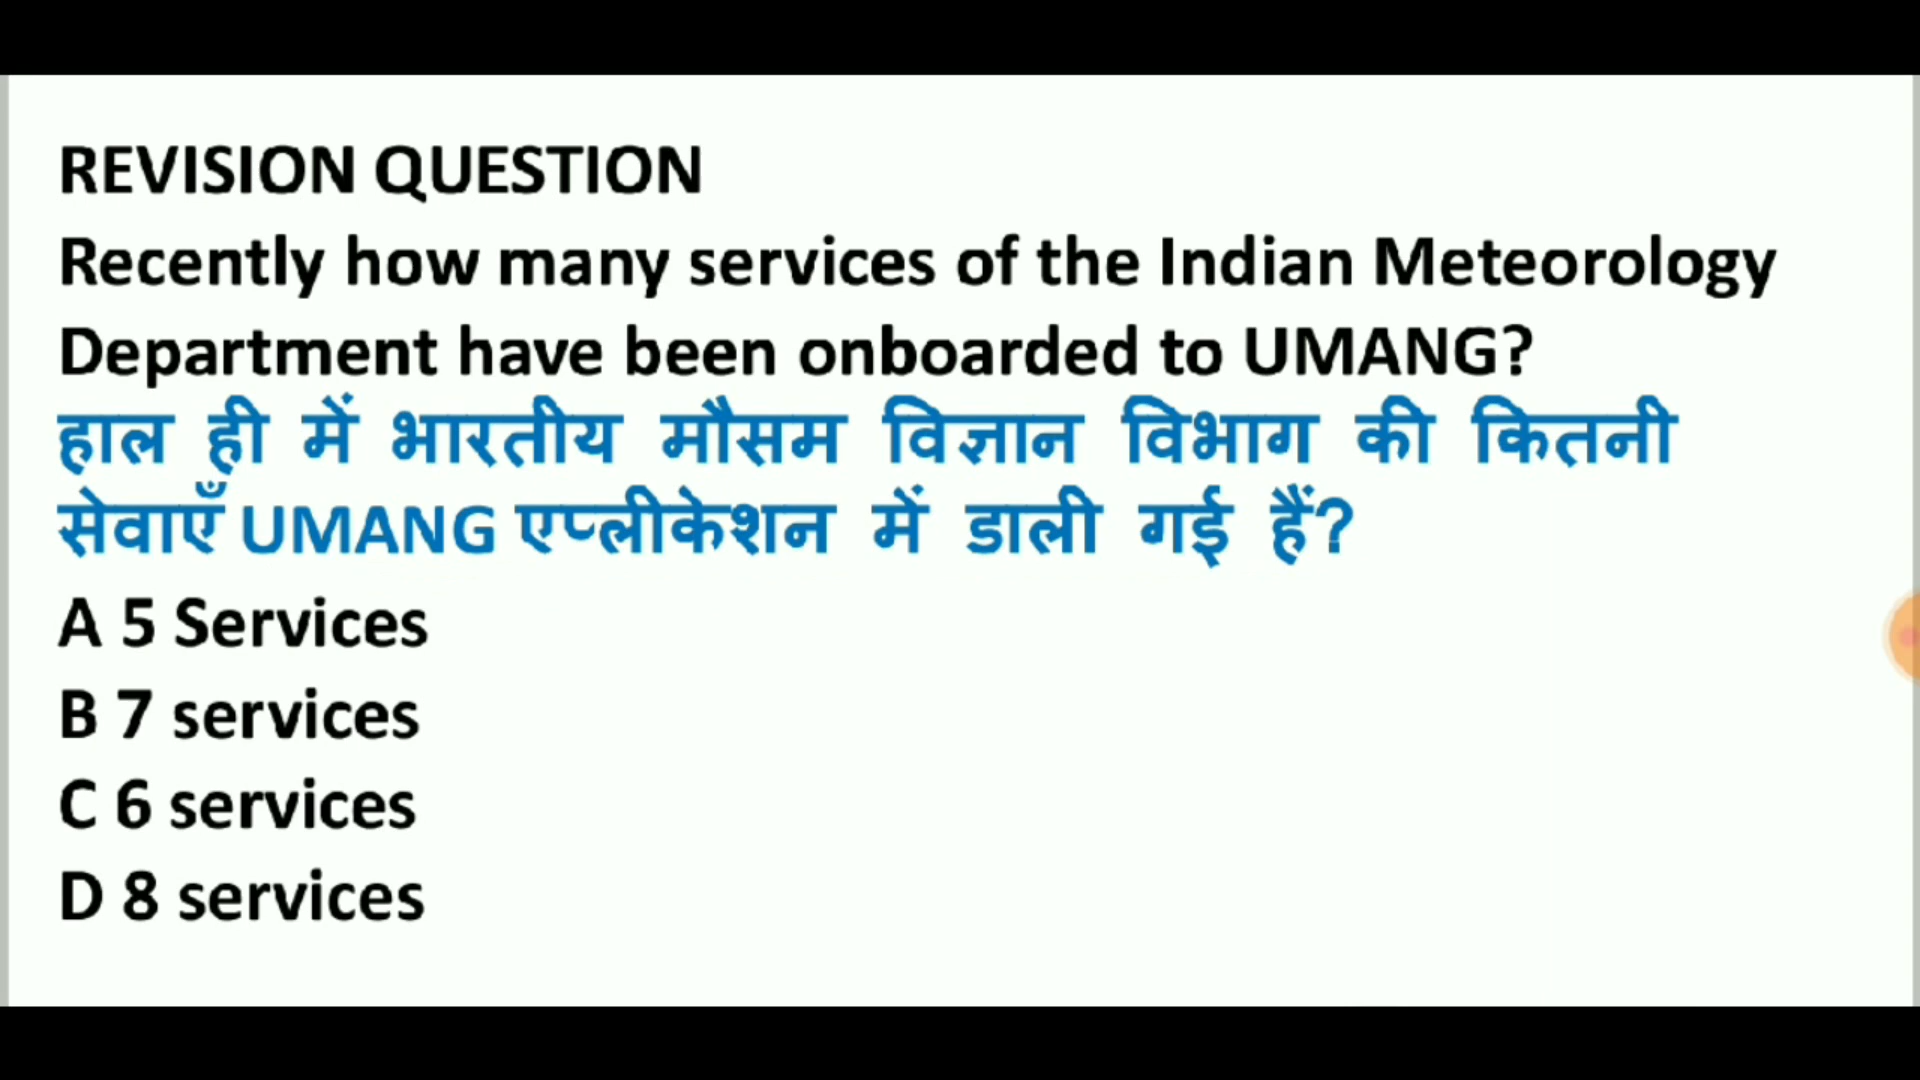 REVISION QUESTION
Recently how many services of the Indian Meteorology
Department have been onboarded to UMANG?
हाल ही में भारतीय मौसम विज्ञान विभाग की कितनी
सेवाएँ UMANG एप्लीकेशन में डाली गई हैं?
A 5 Services
B 7 services
C 6 services
D 8 services